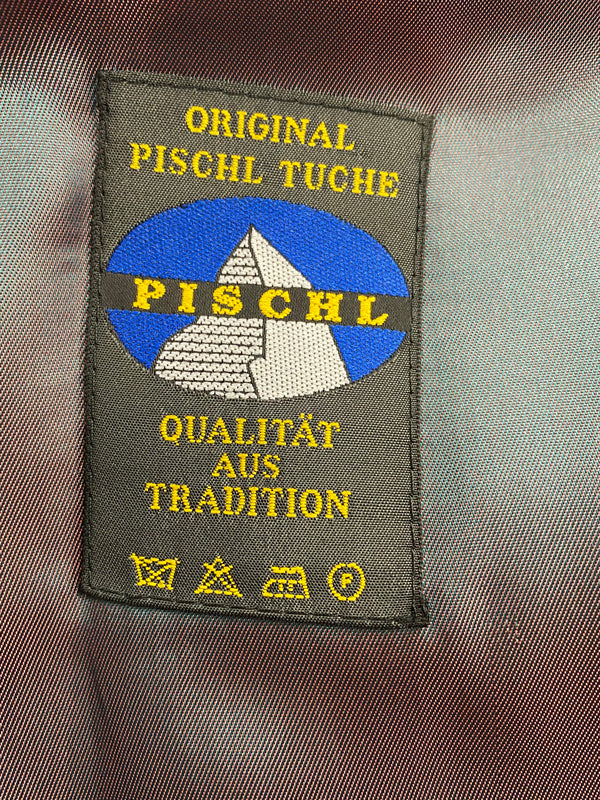 ORIGINAL
PISCHL TUCHE
PISCHL
QUALITÄT
AUS
TRADITION
F